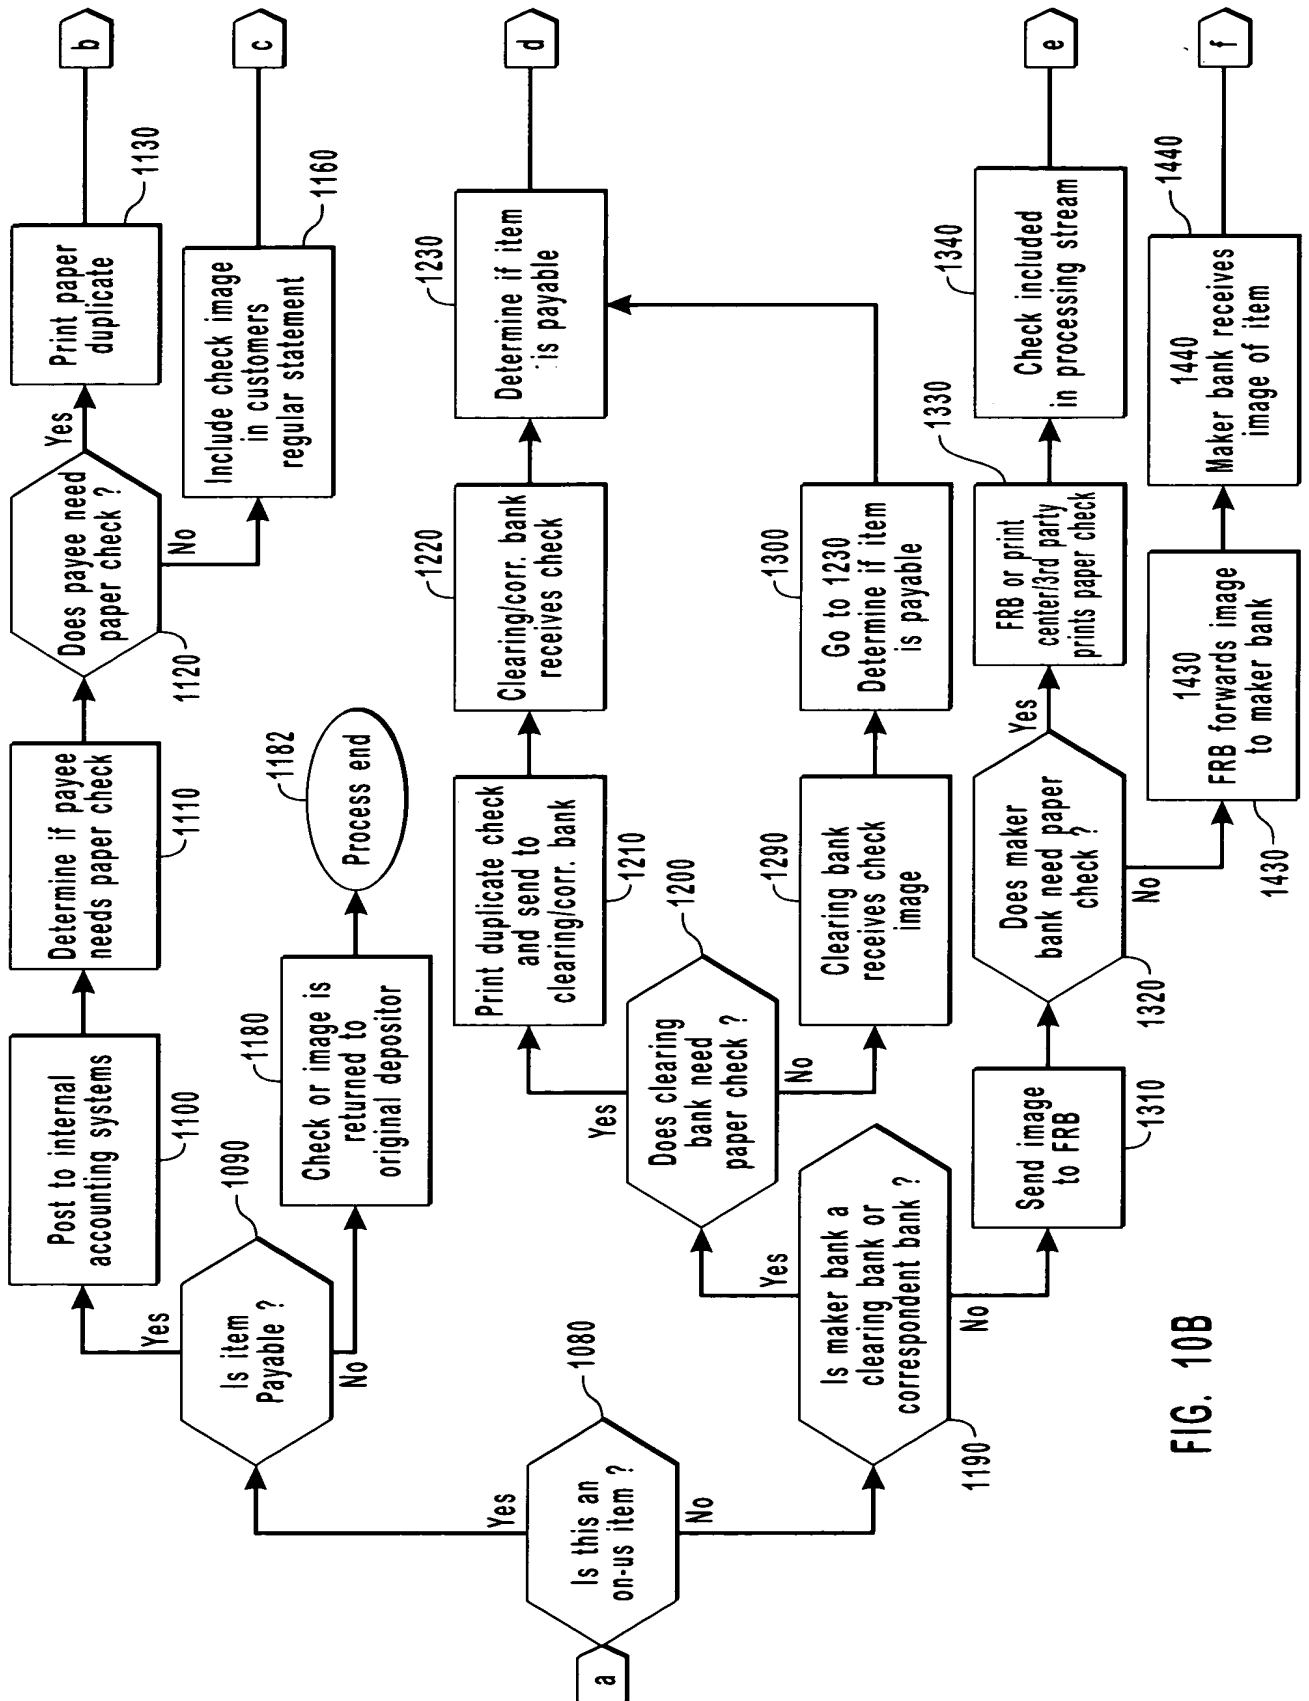 a
Is this an
on-us item ?
1080
Yes
No
Is item
Payable ?
1090
Yes
No
Post to internal
accounting systems
1100
Determine if payee
needs paper check
1110
Does payee need
paper check ?
1120
Yes
No
Print paper
duplicate
1130
b
Include check image
in customers
regular statement
1160
c
Check or image is
returned to
original depositor
1180
Process end
1182
Is maker bank a
clearing bank or
correspondent bank ?
1190
Yes
No
Does clearing
bank need
paper check ?
1200
Yes
No
Print duplicate check
and send to
clearing/corr. bank
1210
Clearing/corr. bank
receives check
1220
Determine if item
is payable
1230
d
Clearing bank
receives check
image
1290
Go to 1230
Determine if item
is payable
1300
Send image
to FRB
1310
Does maker
bank need paper
check ?
1320
Yes
No
FRB or print
center/3rd party
prints paper check
1330
Check included
in processing stream
1340
e
1430
FRB forwards image
to maker bank
1430
1440
Maker bank receives
image of item
1440
f
FIG. 10B